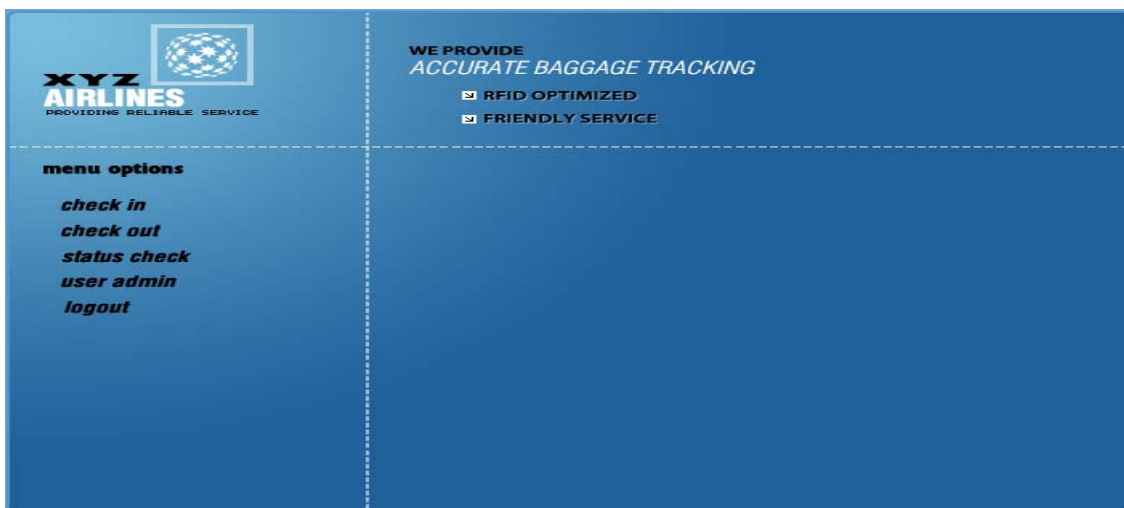 XYZ
AIRLINES
PROVIDING RELIABLE SERVICE
WE PROVIDE
ACCURATE BAGGAGE TRACKING
RFID OPTIMIZED
FRIENDLY SERVICE
menu options
check in
check out
status check
user admin
logout